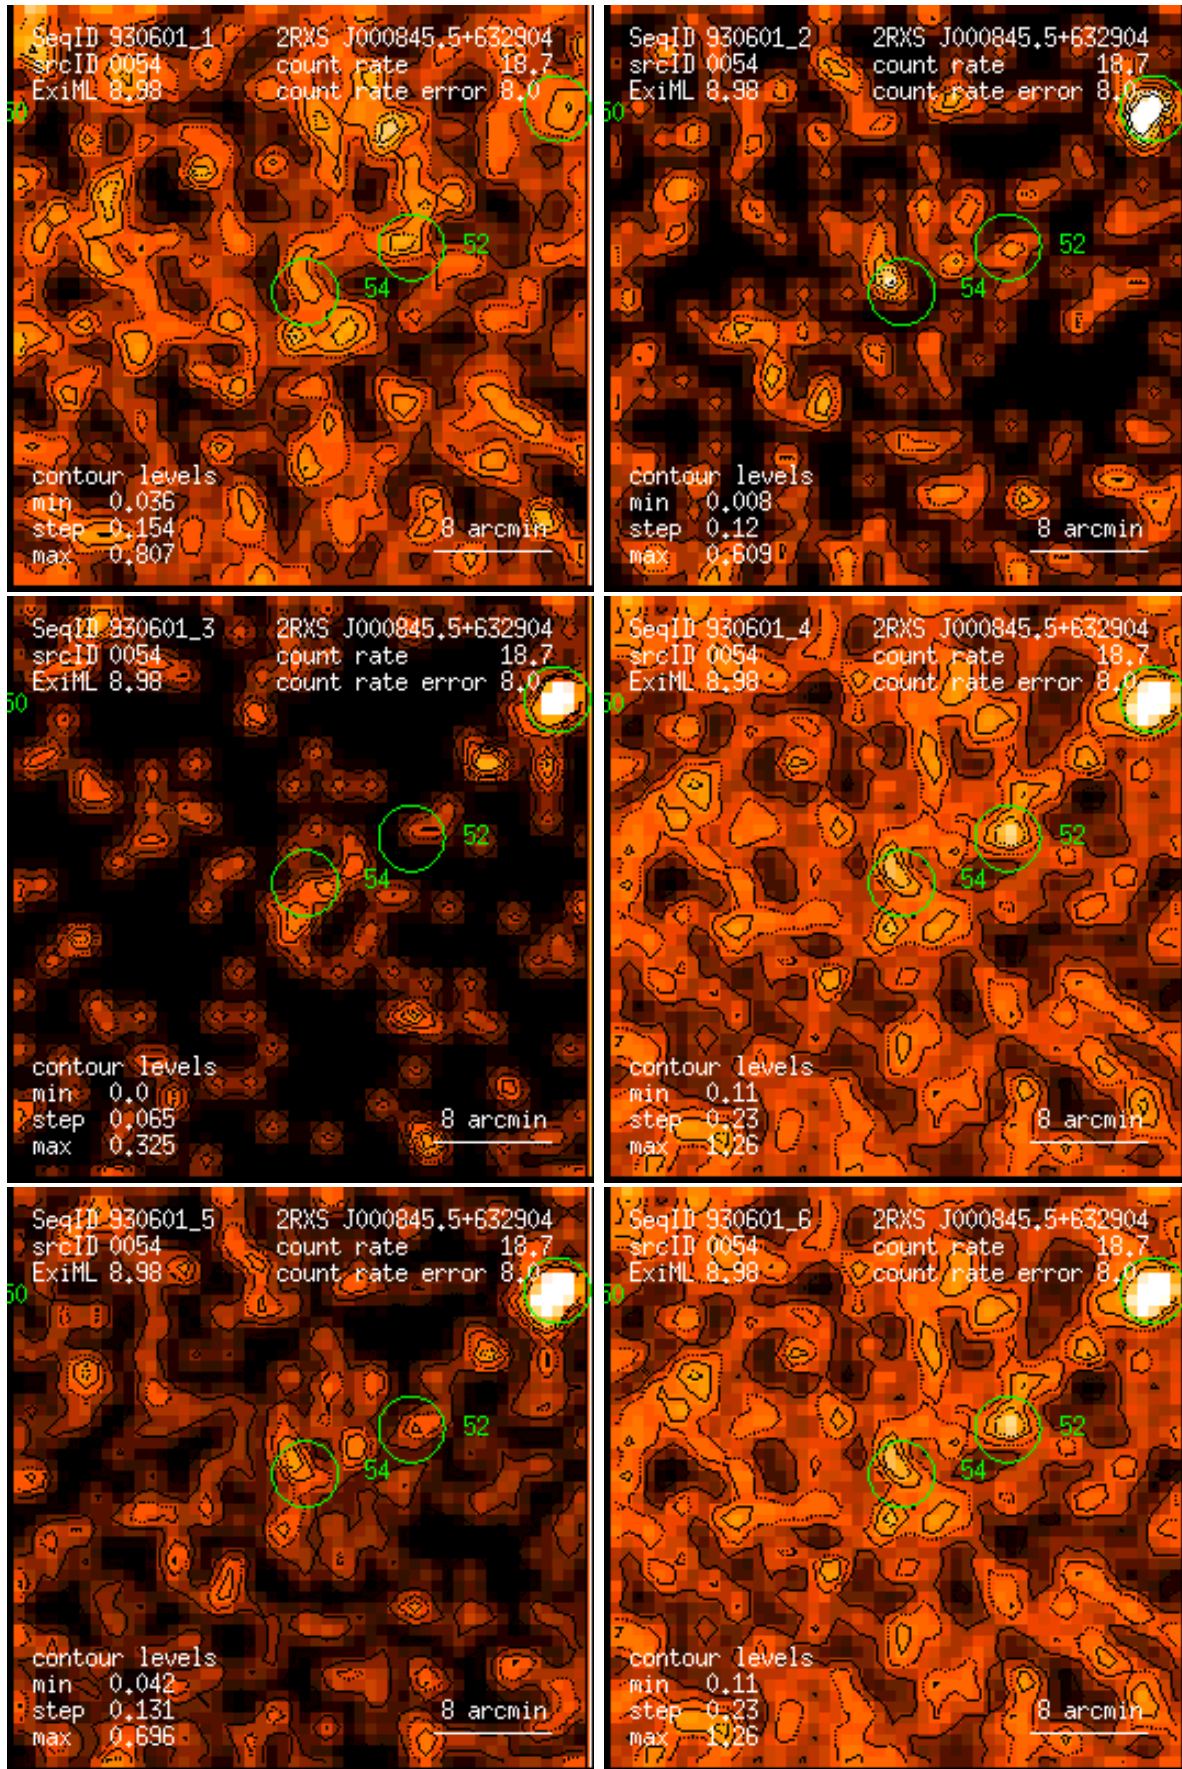 SeqID 930601_1 2RXS J000845.5+632904
srcID 0054 count rate 18.7
ExiML 8.98 count rate error 8.0
50
52
54
contour levels
min 0.036
step 0.154
max 0.807
8 arcmin
SeqID 930601_2 2RXS J000845.5+632904
srcID 0054 count rate 18.7
ExiML 8.98 count rate error 8.0
50
52
54
contour levels
min 0.008
step 0.12
max 0.609
8 arcmin
SeqID 930601_3 2RXS J000845.5+632904
srcID 0054 count rate 18.7
ExiML 8.98 count rate error 8.0
50
52
54
contour levels
min 0.0
step 0.065
max 0.325
8 arcmin
SeqID 930601_4 2RXS J000845.5+632904
srcID 0054 count rate 18.7
ExiML 8.98 count rate error 8.0
50
52
54
contour levels
min 0.11
step 0.23
max 1.26
8 arcmin
SeqID 930601_5 2RXS J000845.5+632904
srcID 0054 count rate 18.7
ExiML 8.98 count rate error 8.0
50
52
54
contour levels
min 0.042
step 0.131
max 0.696
8 arcmin
SeqID 930601_6 2RXS J000845.5+632904
srcID 0054 count rate 18.7
ExiML 8.98 count rate error 8.0
50
52
54
contour levels
min 0.11
step 0.23
max 1.26
8 arcmin